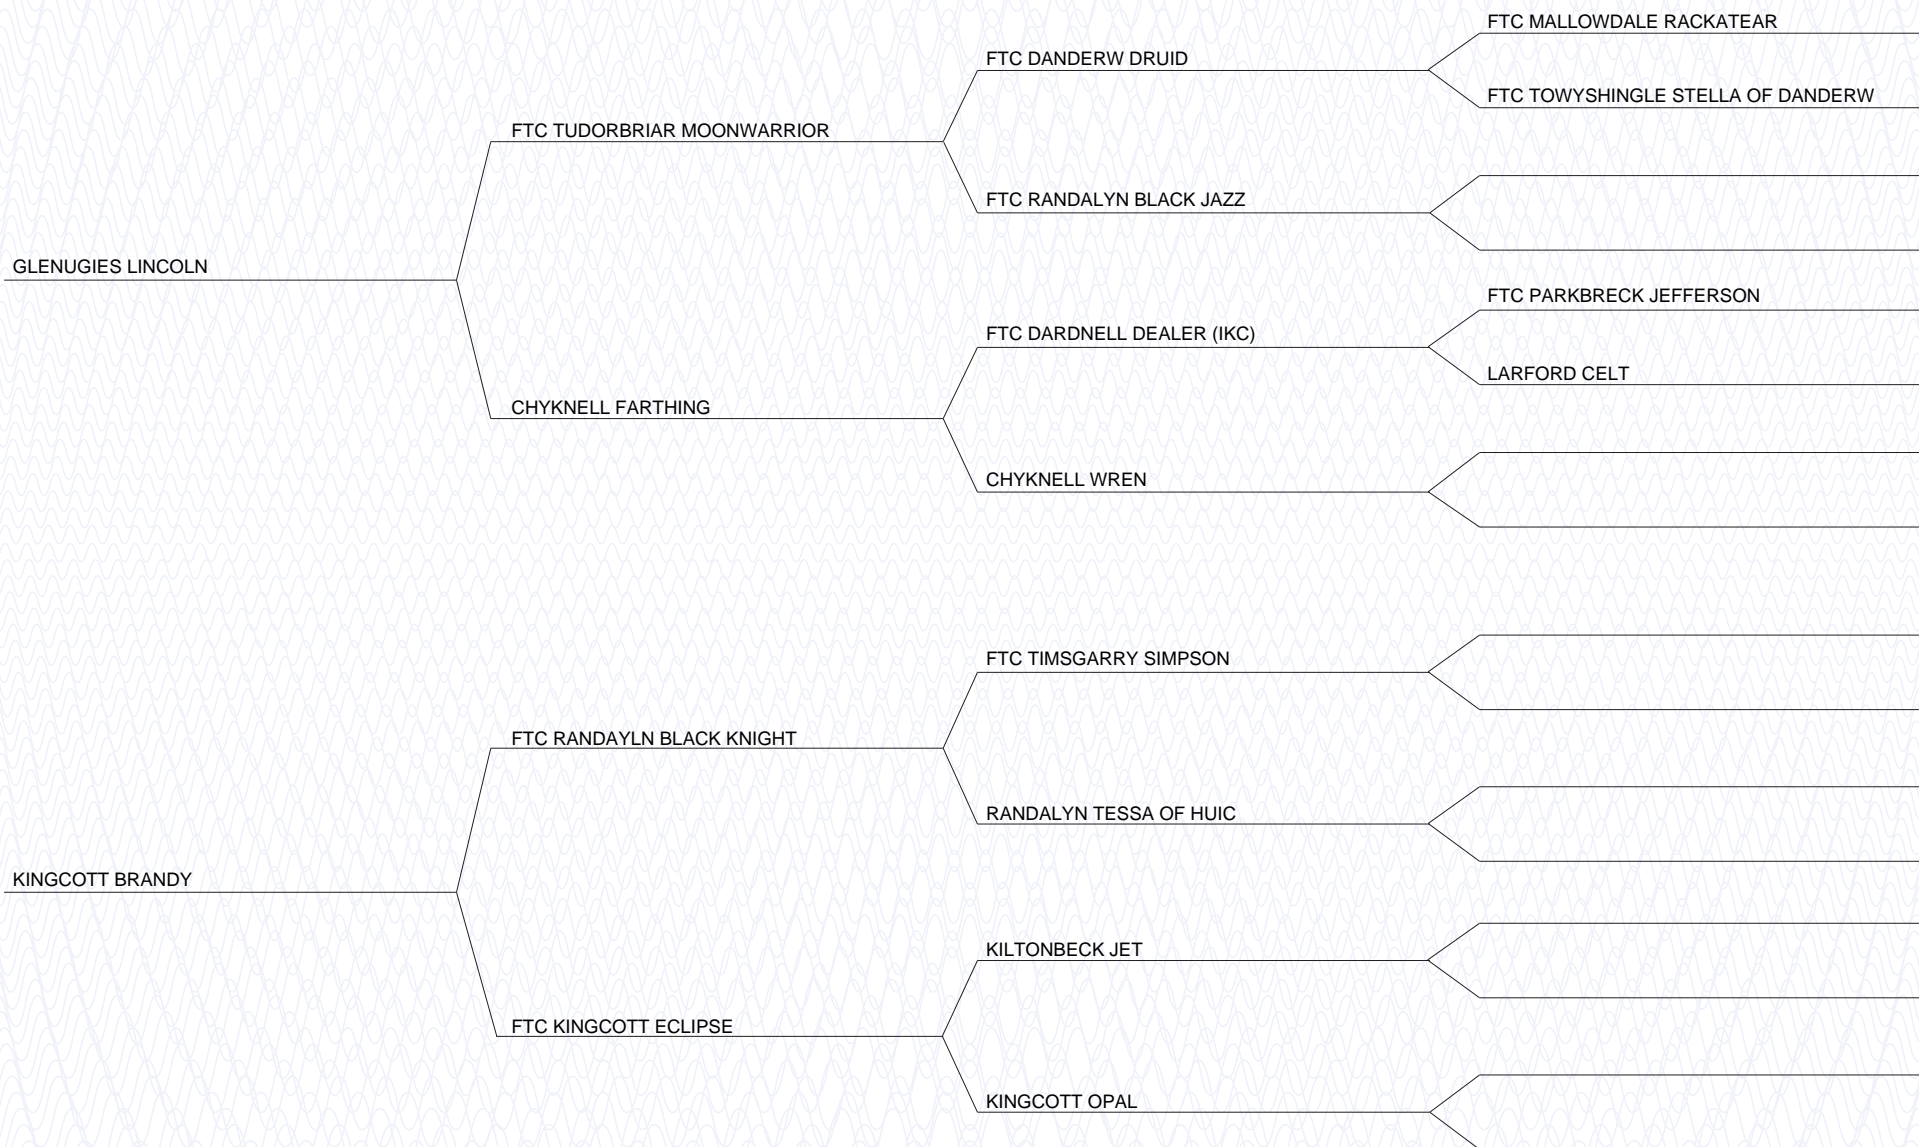 FTC MALLOWDALE RACKATEAR
FTC DANDERW DRUID
FTC TOWYSHINGLE STELLA OF DANDERW
FTC TUDORBRIAR MOONWARRIOR
FTC RANDALYN BLACK JAZZ
GLENUGIES LINCOLN
FTC PARKBRECK JEFFERSON
FTC DARDNELL DEALER (IKC)
LARFORD CELT
CHYKNELL FARTHING
CHYKNELL WREN
FTC TIMSGARRY SIMPSON
FTC RANDAYLN BLACK KNIGHT
RANDALYN TESSA OF HUIC
KINGCOTT BRANDY
KILTONBECK JET
FTC KINGCOTT ECLIPSE
KINGCOTT OPAL